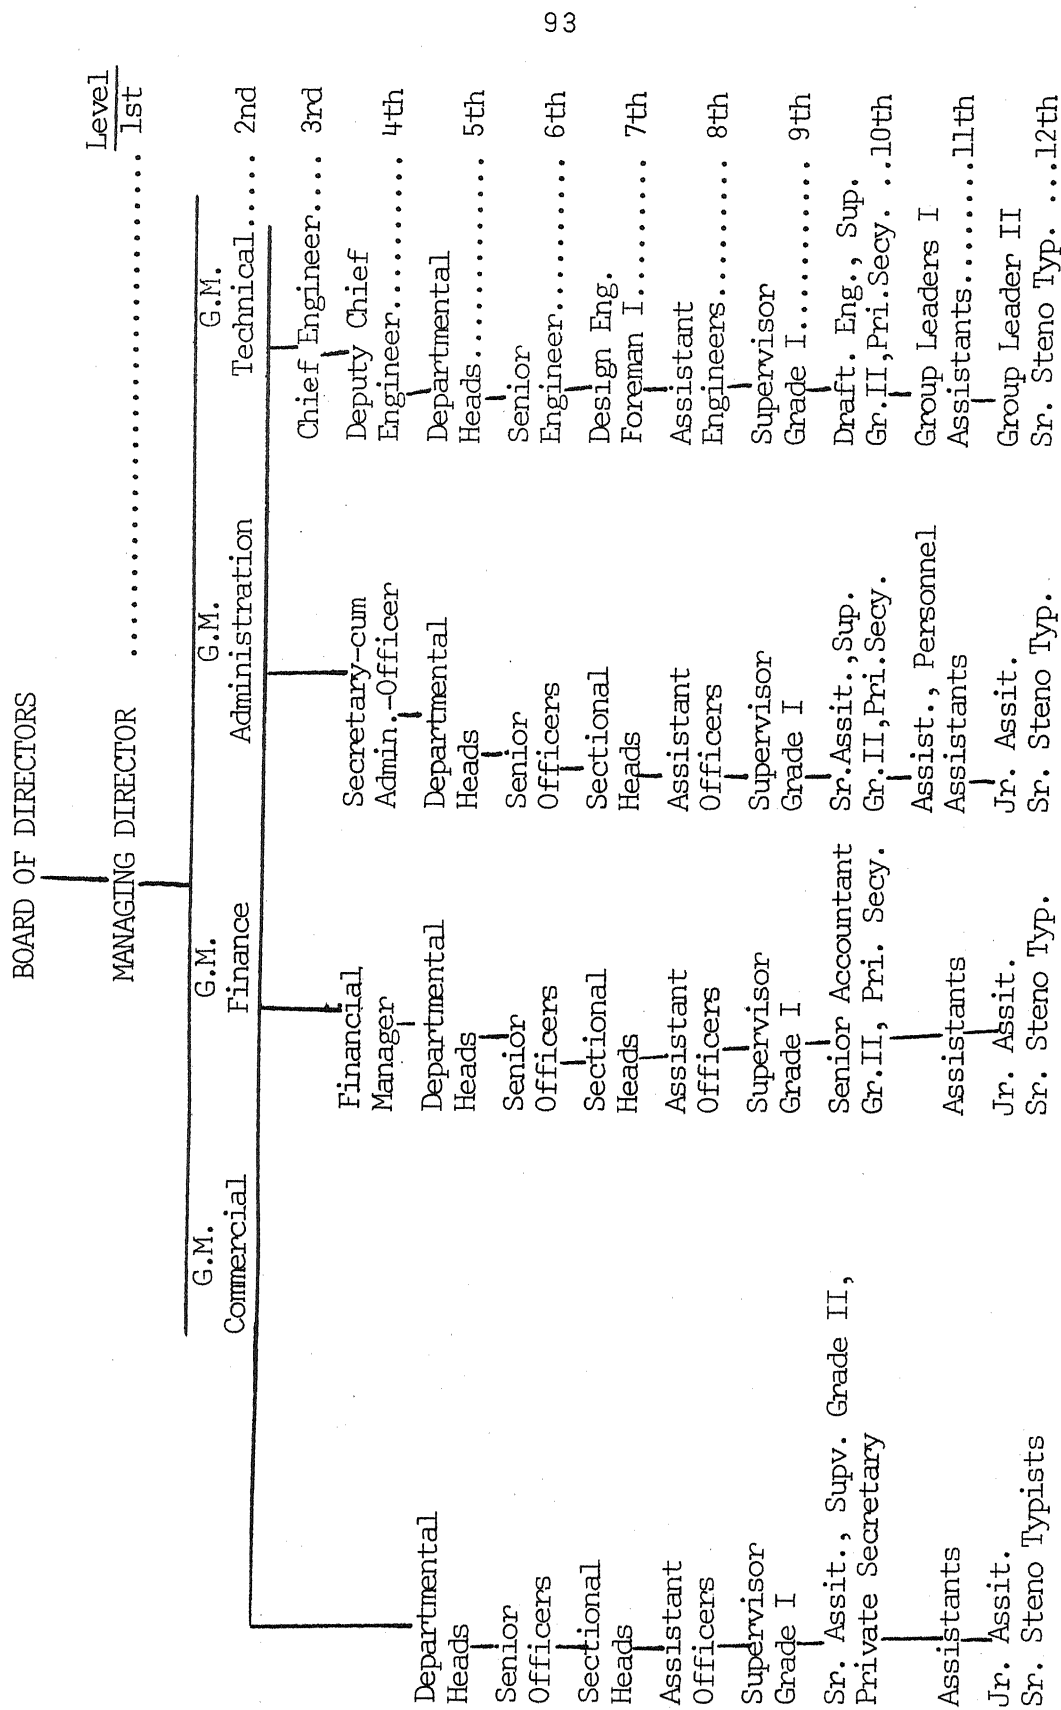 93
BOARD OF DIRECTORS
Level
MANAGING DIRECTOR ................................ 1st
G.M. G.M. G.M. G.M.
Commercial Finance Administration Technical..... 2nd
Chief Engineer.... 3rd
Financial
Manager
Secretary-cum
Admin.-Officer
Deputy Chief
Engineer.......... 4th
Departmental
Heads
Departmental
Heads
Departmental
Heads
Departmental
Heads............. 5th
Senior
Officers
Senior
Officers
Senior
Officers
Senior
Engineer.......... 6th
Sectional
Heads
Sectional
Heads
Sectional
Heads
Design Eng.
Foreman I......... 7th
Assistant
Officers
Assistant
Officers
Assistant
Officers
Assistant
Engineers......... 8th
Supervisor
Grade I
Supervisor
Grade I
Supervisor
Grade I
Supervisor
Grade I........... 9th
Sr. Assit., Supv. Grade II,
Private Secretary
Senior Accountant
Gr.II, Pri. Secy.
Sr.Assit.,Sup.
Gr.II,Pri.Secy.
Draft. Eng., Sup.
Gr.II,Pri.Secy. ..10th
Assistants
Assistants
Assist., Personnel
Assistants
Group Leaders I
Assistants........11th
Jr. Assit.
Sr. Steno Typists
Jr. Assit.
Sr. Steno Typ.
Jr. Assit.
Sr. Steno Typ.
Group Leader II
Sr. Steno Typ. ...12th